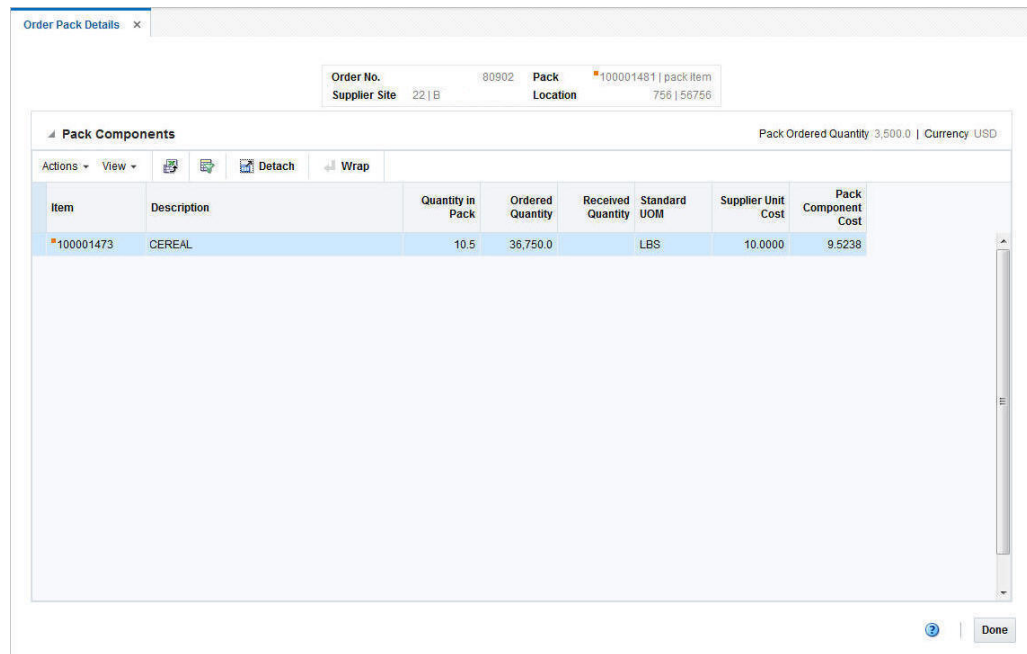 Order Pack Details ×
Order No. 80902 Pack 100001481 | pack item
Supplier Site 22 | B Location 756 | 56756
Pack Components Pack Ordered Quantity 3,500.0 | Currency USD
Actions View Detach Wrap
Item Description Quantity in Pack Ordered Quantity Received Quantity Standard UOM Supplier Unit Cost Pack Component Cost
100001473 CEREAL 10.5 36,750.0 LBS 10.0000 9.5238
Done